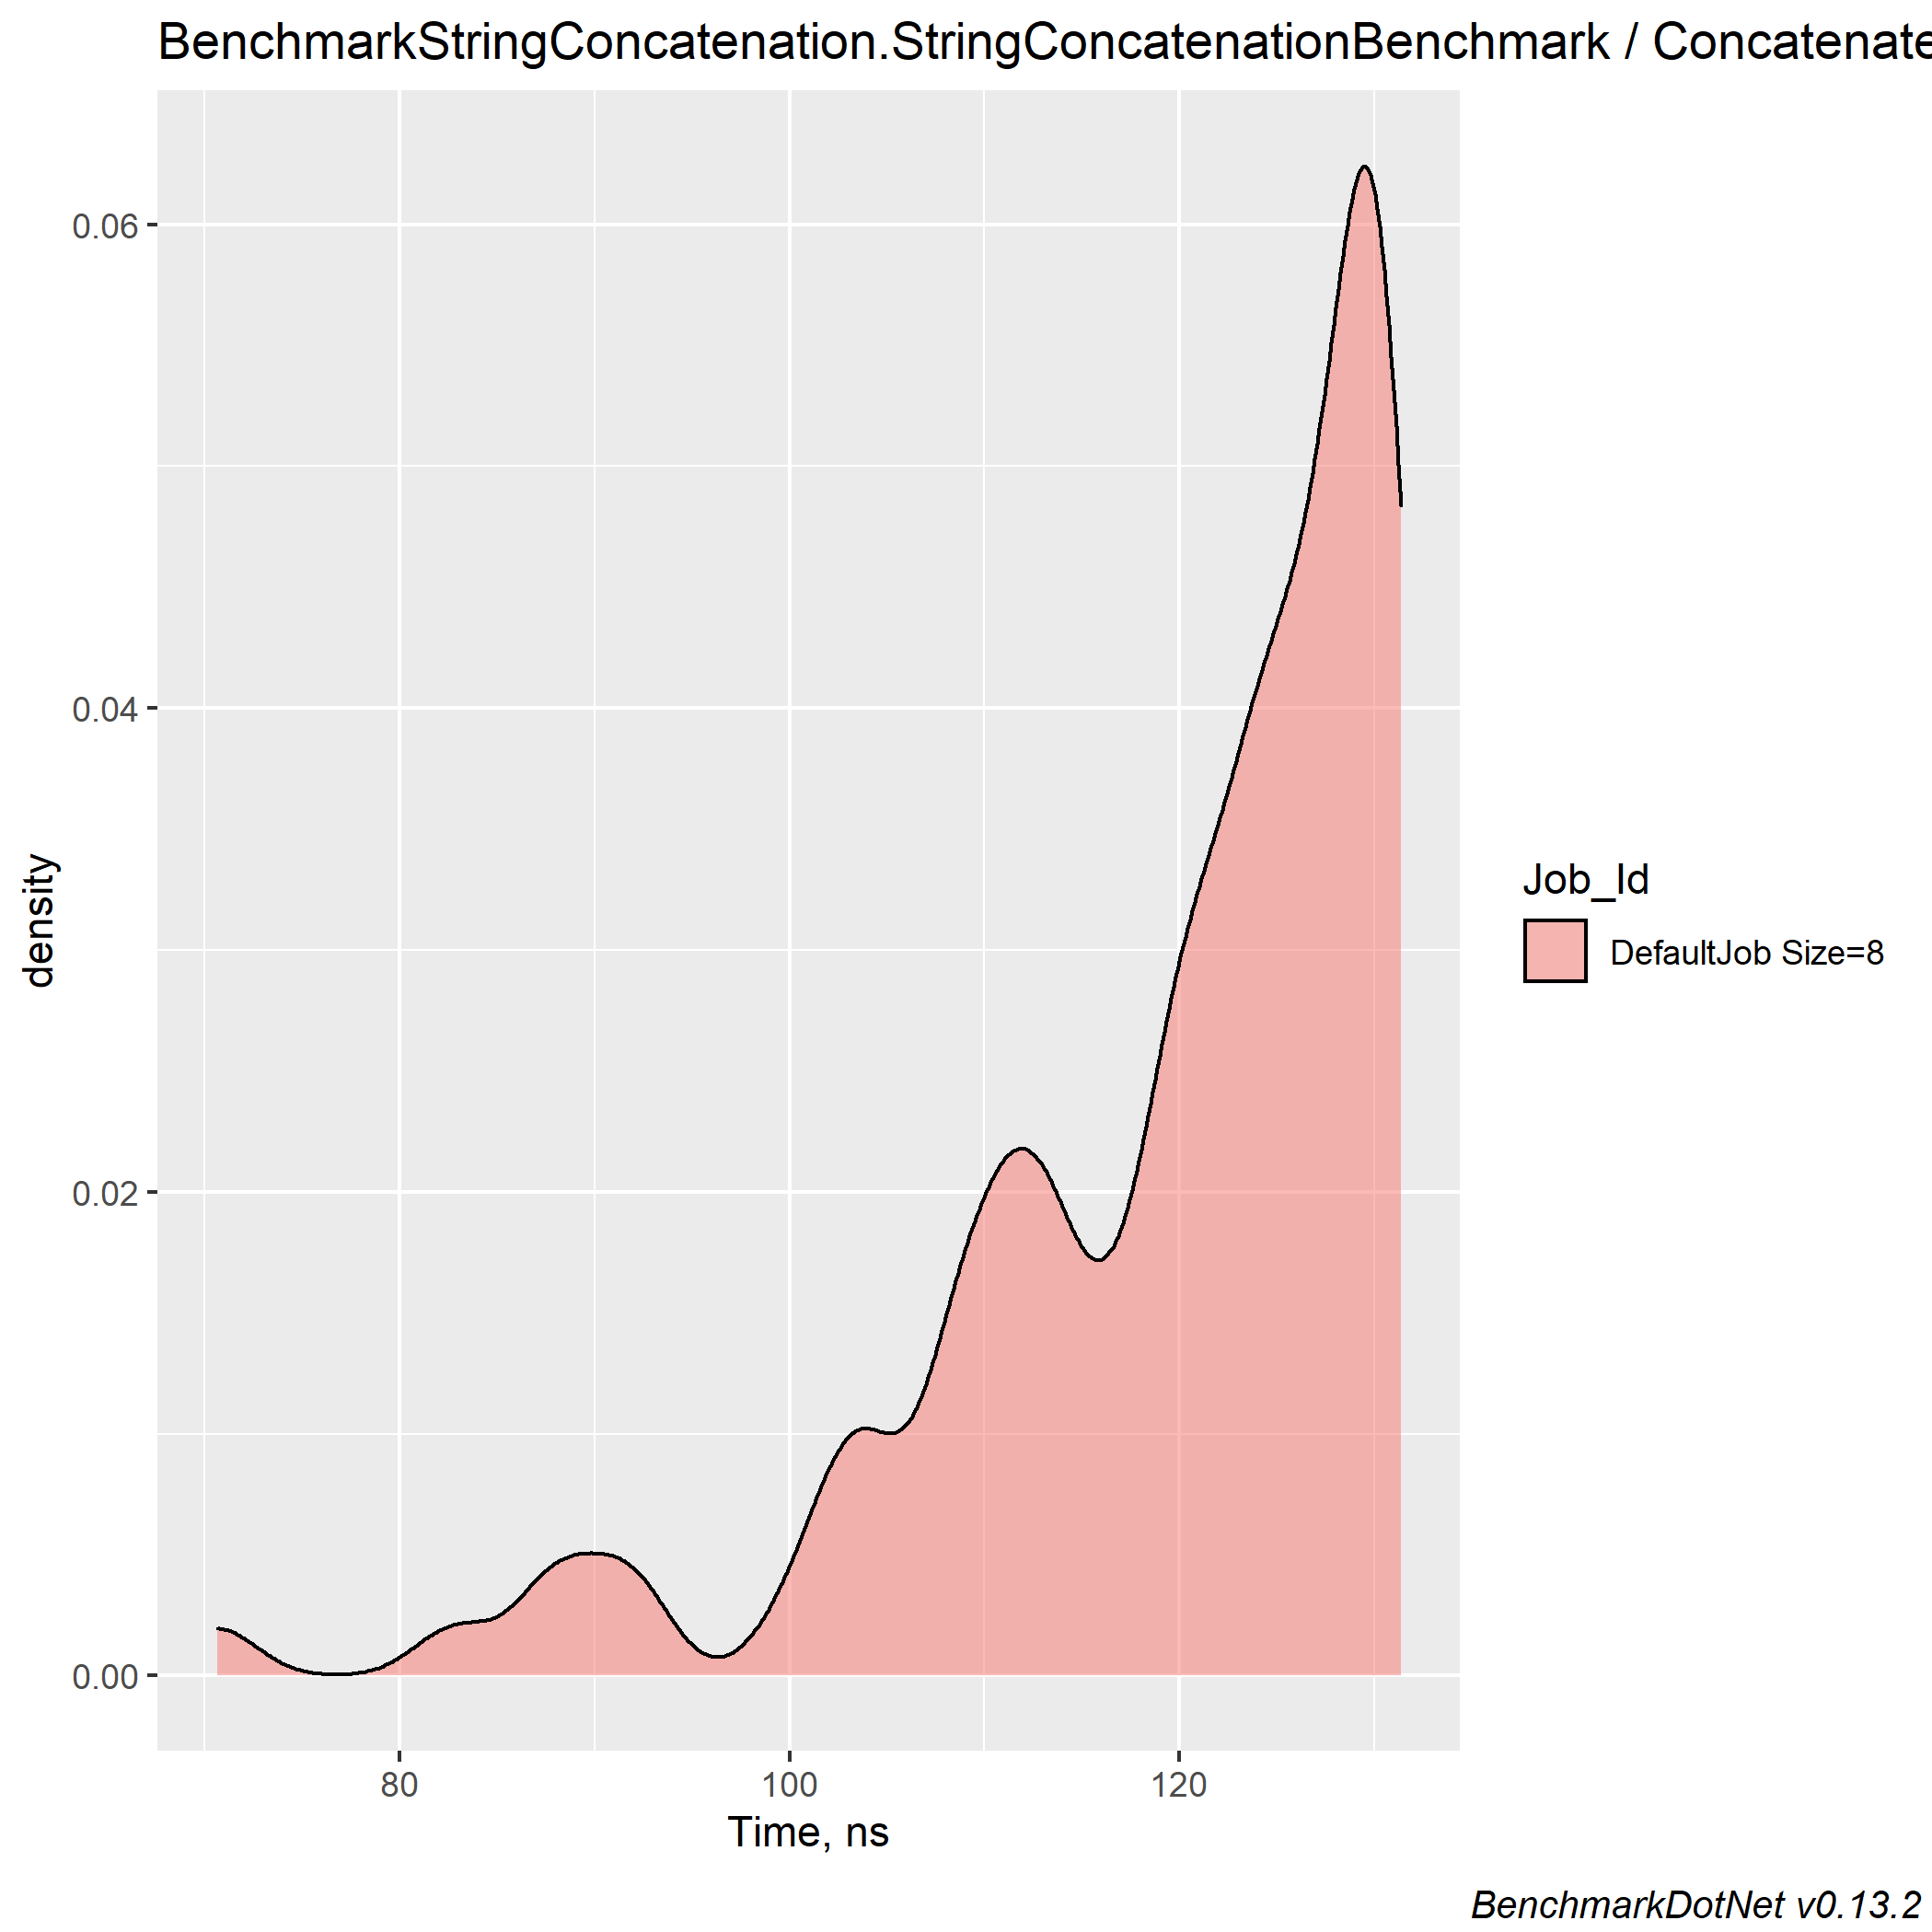 BenchmarkStringConcatenation.StringConcatenationBenchmark / Concatenate
0.06
0.04
0.02
0.00
density
80 100 120
Time, ns
Job_Id
DefaultJob Size=8
BenchmarkDotNet v0.13.2